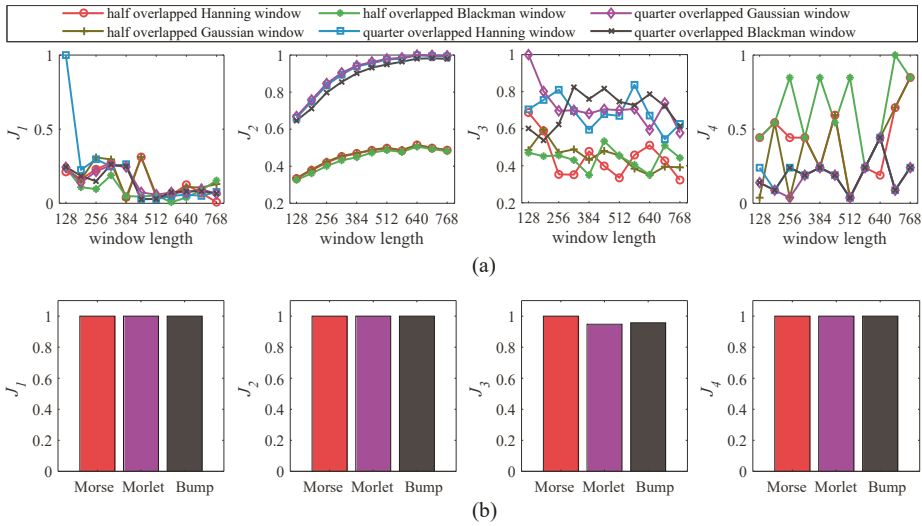 (a)
half overlapped Hanning window
half overlapped Blackman window
quarter overlapped Gaussian window
half overlapped Gaussian window
quarter overlapped Hanning window
quarter overlapped Blackman window
J1
1
0.5
0
128 256 384 512 640 768
window length
J2
1
0.8
0.6
0.4
0.2
128 256 384 512 640 768
window length
J3
1
0.8
0.6
0.4
0.2
128 256 384 512 640 768
window length
J4
1
0.5
0
128 256 384 512 640 768
window length
(a)
J1
1
0.8
0.6
0.4
0.2
0
Morse Morlet Bump
J2
1
0.8
0.6
0.4
0.2
0
Morse Morlet Bump
J3
1
0.8
0.6
0.4
0.2
0
Morse Morlet Bump
J4
1
0.8
0.6
0.4
0.2
0
Morse Morlet Bump
(b)